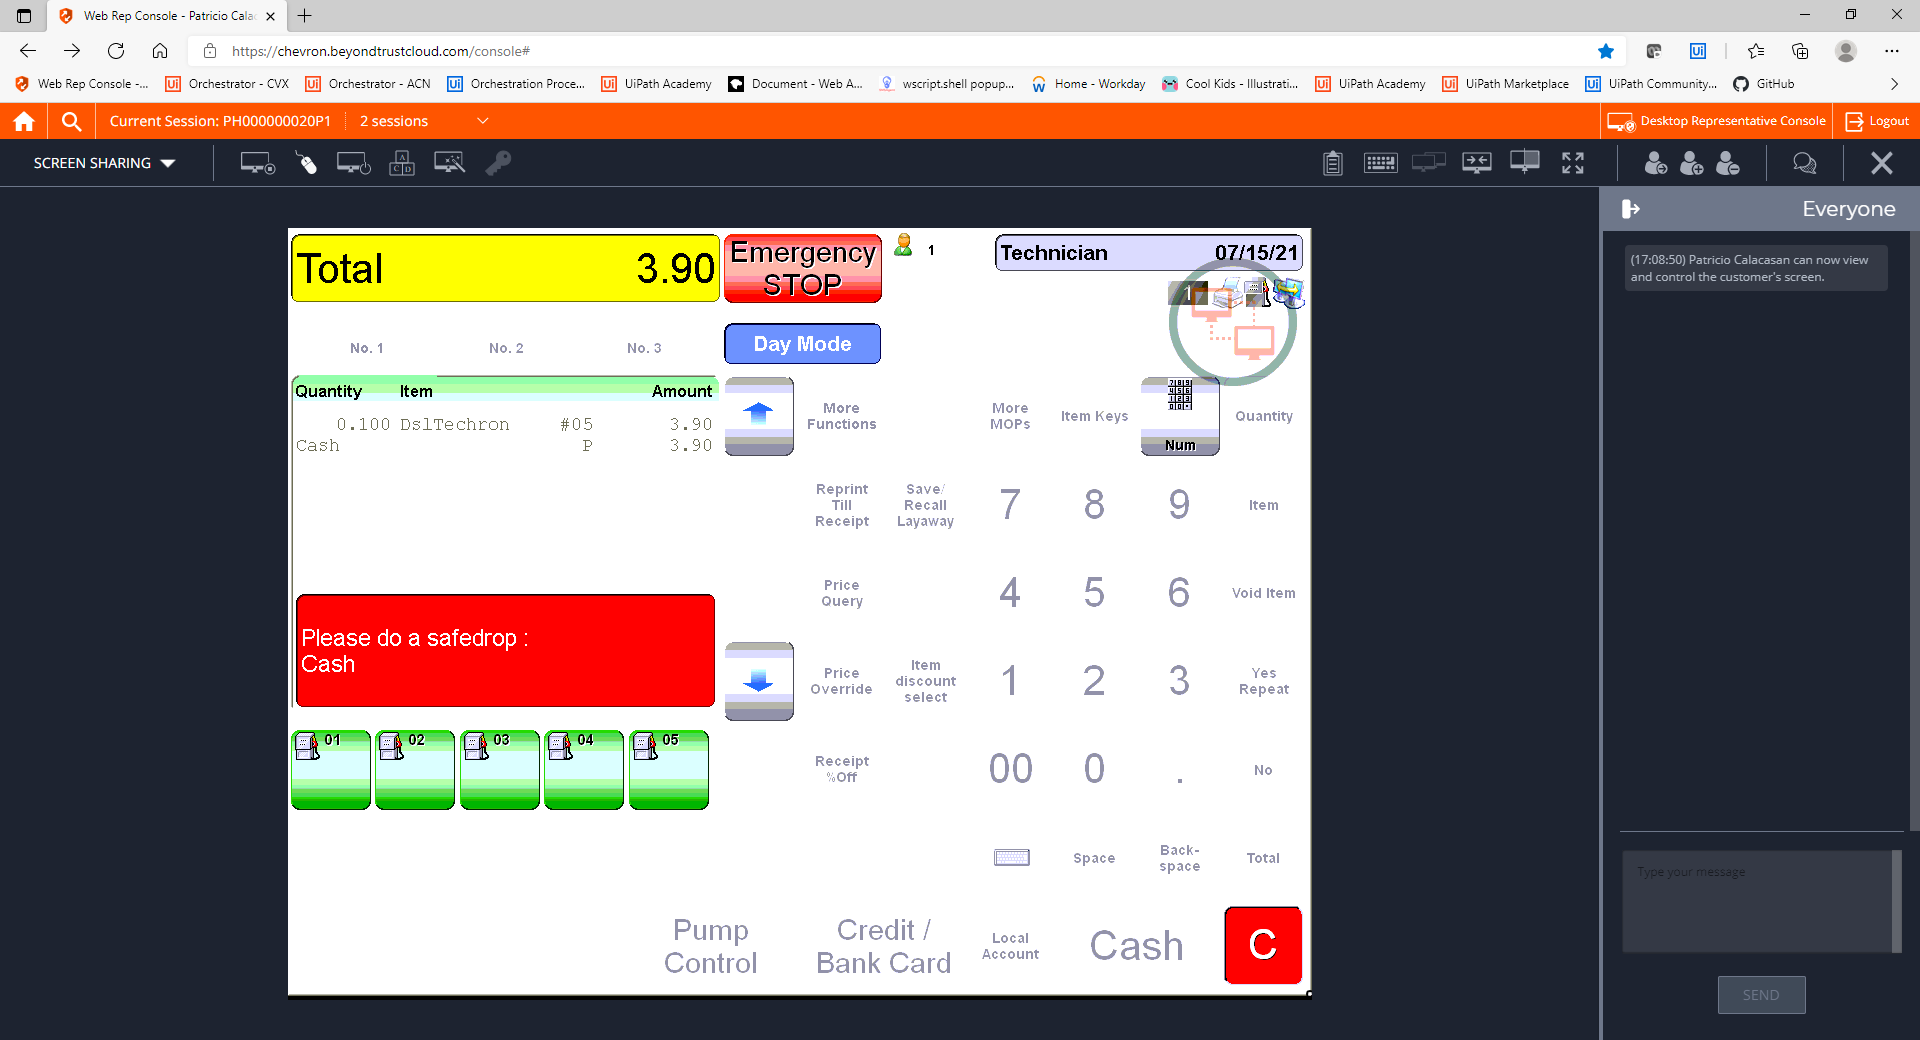 Web Rep Console - Patricio Cala
https://chevron.beyondtrustcloud.com/console#
Web Rep Console -... Orchestrator - CVX Orchestrator - ACN Orchestration Proce... UiPath Academy Document - Web A... wscript.shell popup... Home - Workday Cool Kids - Illustrati... UiPath Academy UiPath Marketplace UiPath Community... GitHub
Current Session: PH000000020P1 2 sessions Desktop Representative Console Logout
SCREEN SHARING
Everyone
(17:08:50) Patricio Calacasan can now view
and control the customer's screen.
Total 3.90
Emergency
STOP
1
Technician 07/15/21
1
No. 1 No. 2 No. 3
Day Mode
Quantity Item Amount
0.100 DslTechron #05 3.90
Cash P 3.90
Please do a safedrop :
Cash
01 02 03 04 05
More
Functions
More
MOPs
Item Keys
Num
Quantity
Reprint
Till
Receipt
Save/
Recall
Layaway
7 8 9
Item
Price
Query
4 5 6
Void Item
Price
Override
Item
discount
select
1 2 3
Yes
Repeat
Receipt
%Off
00 0 .
No
Space
Back-
space
Total
Pump
Control
Credit /
Bank Card
Local
Account
Cash
C
Type your message
SEND